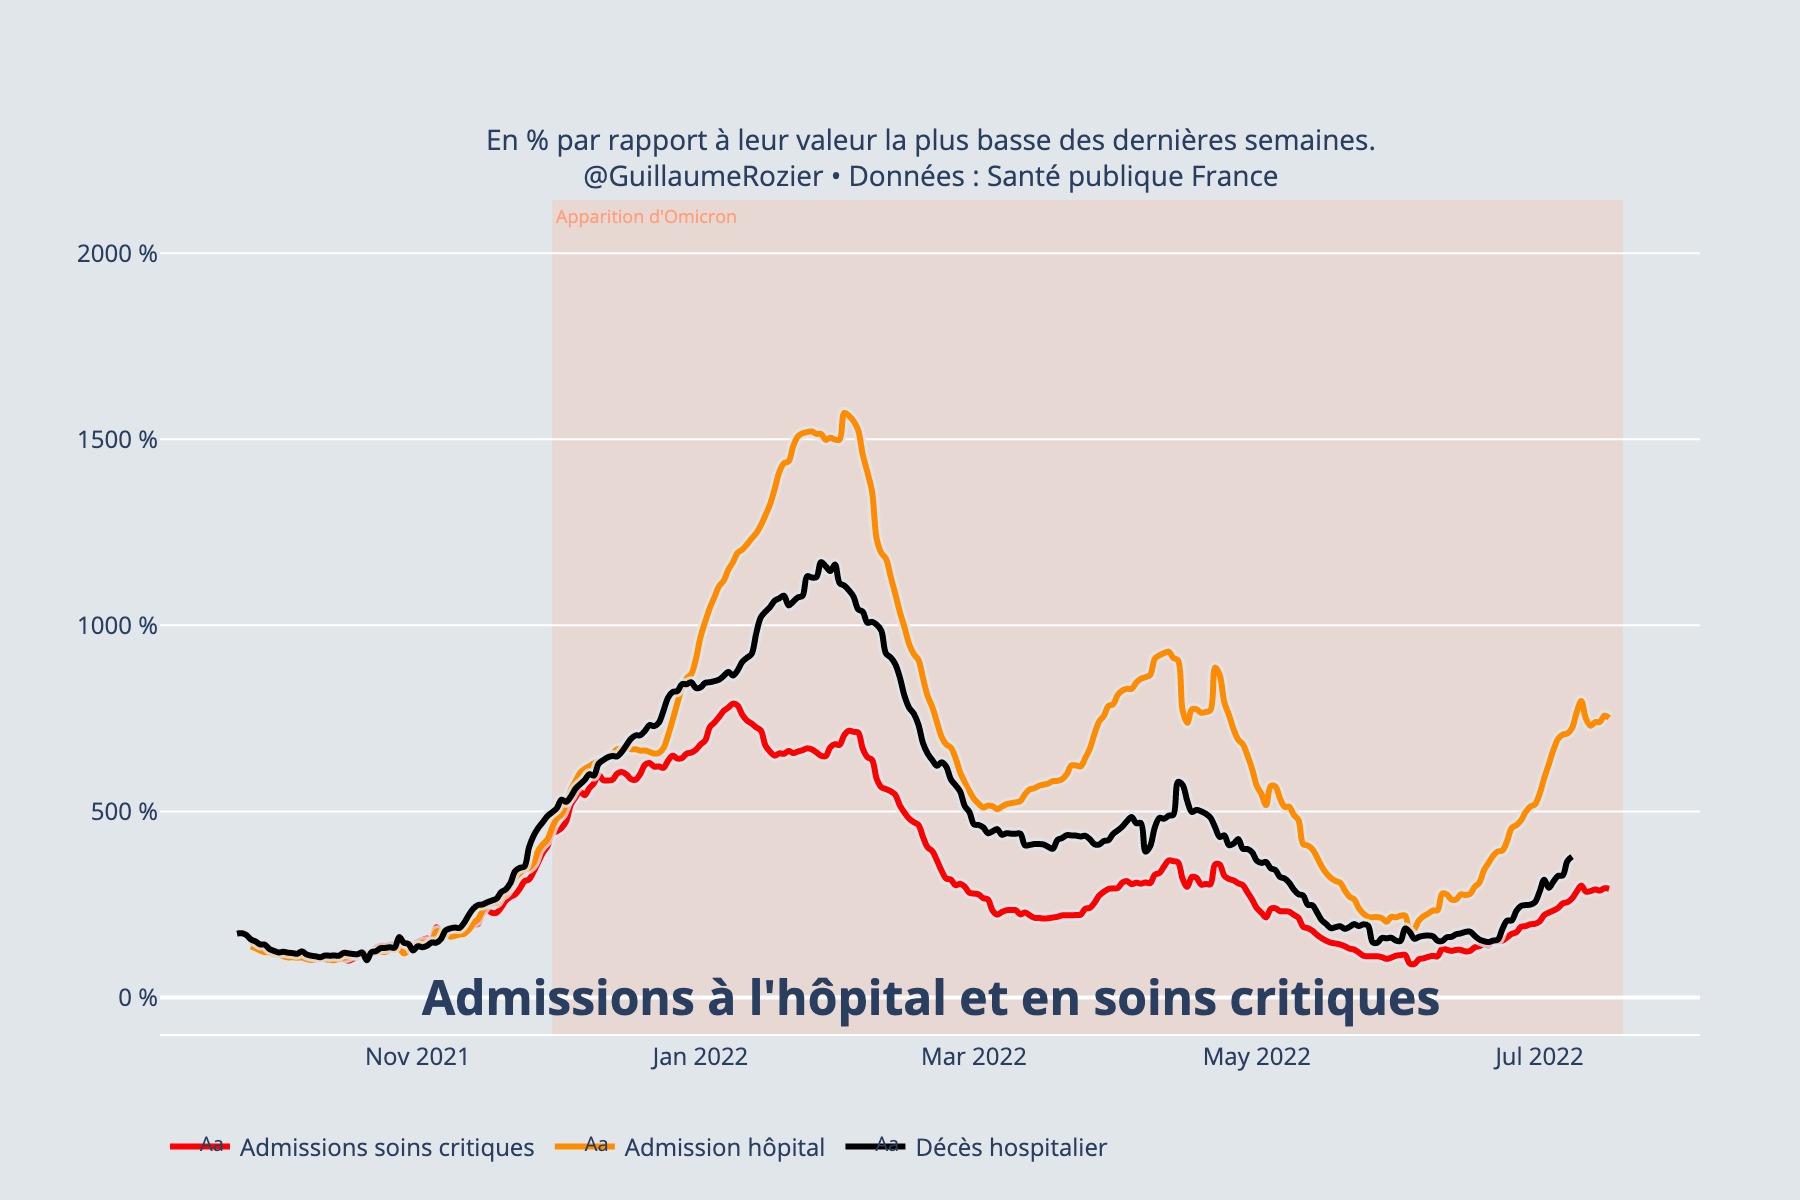 En % par rapport à leur valeur la plus basse des dernières semaines.
@GuillaumeRozier • Données : Santé publique France
Apparition d'Omicron
2000 %
1500 %
1000 %
500 %
0 %
Admissions à l'hôpital et en soins critiques
Nov 2021
Jan 2022
Mar 2022
May 2022
Jul 2022
Aa Admissions soins critiques
Aa Admission hôpital
Aa Décès hospitalier